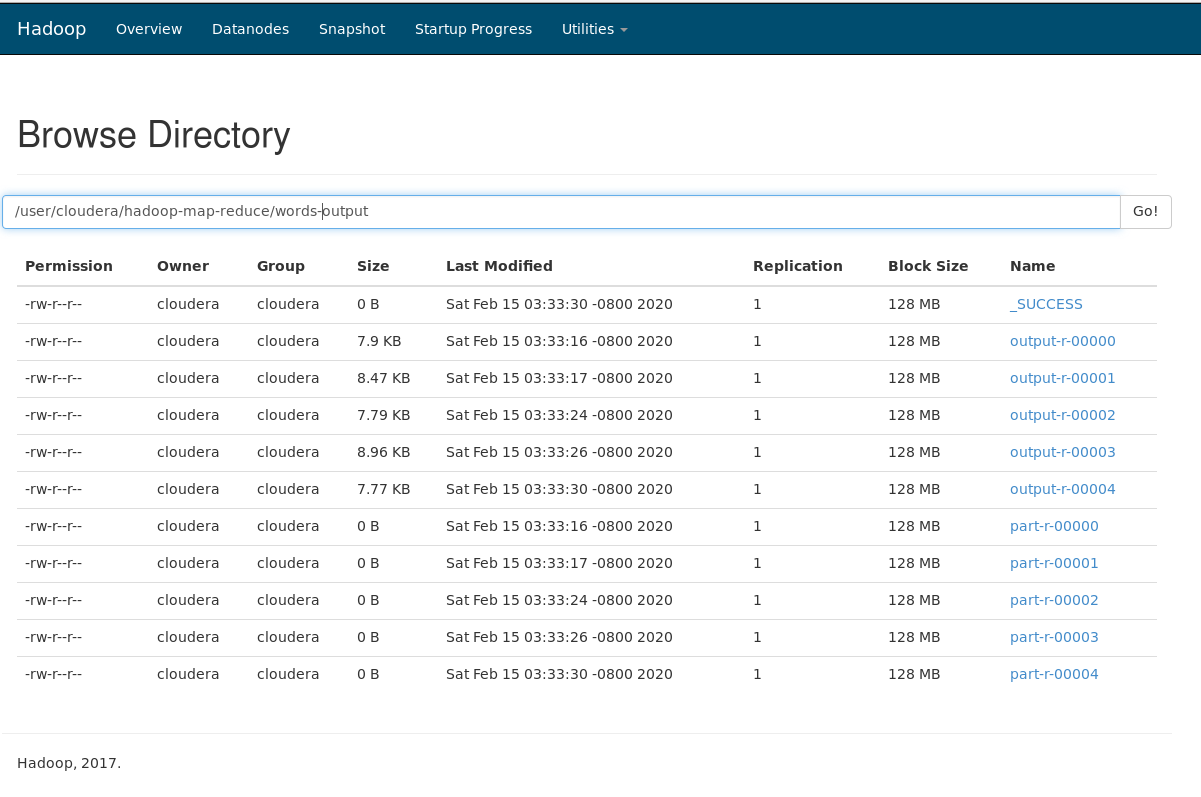 Hadoop Overview Datanodes Snapshot Startup Progress Utilities
Browse Directory
/user/cloudera/hadoop-map-reduce/words-output Go!
Permission Owner Group Size Last Modified Replication Block Size Name
-rw-r--r-- cloudera cloudera 0 B Sat Feb 15 03:33:30 -0800 2020 1 128 MB _SUCCESS
-rw-r--r-- cloudera cloudera 7.9 KB Sat Feb 15 03:33:16 -0800 2020 1 128 MB output-r-00000
-rw-r--r-- cloudera cloudera 8.47 KB Sat Feb 15 03:33:17 -0800 2020 1 128 MB output-r-00001
-rw-r--r-- cloudera cloudera 7.79 KB Sat Feb 15 03:33:24 -0800 2020 1 128 MB output-r-00002
-rw-r--r-- cloudera cloudera 8.96 KB Sat Feb 15 03:33:26 -0800 2020 1 128 MB output-r-00003
-rw-r--r-- cloudera cloudera 7.77 KB Sat Feb 15 03:33:30 -0800 2020 1 128 MB output-r-00004
-rw-r--r-- cloudera cloudera 0 B Sat Feb 15 03:33:16 -0800 2020 1 128 MB part-r-00000
-rw-r--r-- cloudera cloudera 0 B Sat Feb 15 03:33:17 -0800 2020 1 128 MB part-r-00001
-rw-r--r-- cloudera cloudera 0 B Sat Feb 15 03:33:24 -0800 2020 1 128 MB part-r-00002
-rw-r--r-- cloudera cloudera 0 B Sat Feb 15 03:33:26 -0800 2020 1 128 MB part-r-00003
-rw-r--r-- cloudera cloudera 0 B Sat Feb 15 03:33:30 -0800 2020 1 128 MB part-r-00004
Hadoop, 2017.